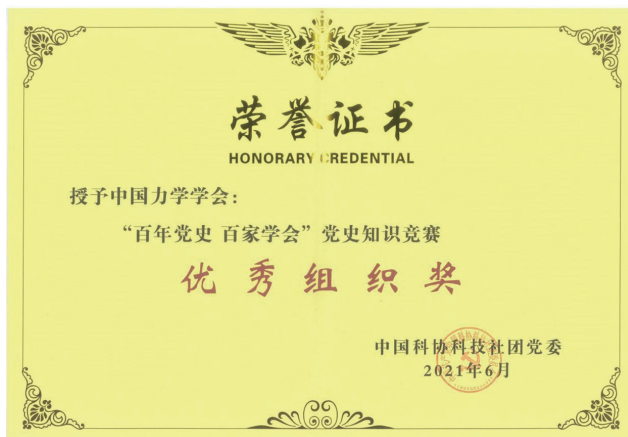 荣誉证书
HONORARY CREDENTIAL
授予中国力学学会：
“百年党史 百家学会”党史知识竞赛
优秀组织奖
中国科协科技社团党委
2021年6月